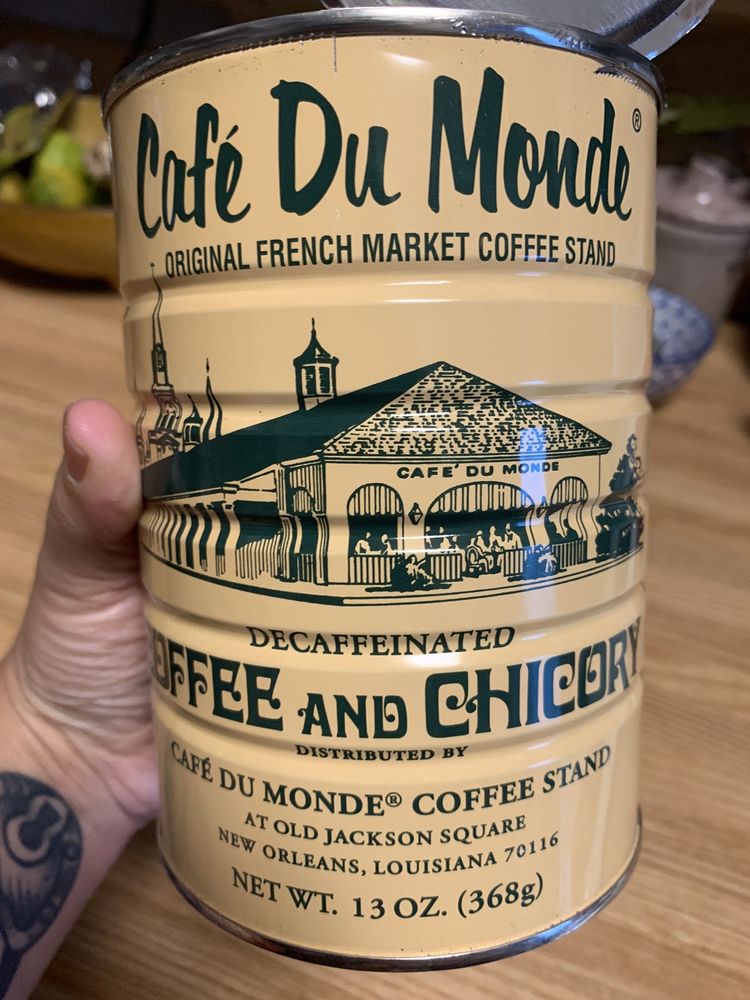 Café Du Monde®
ORIGINAL FRENCH MARKET COFFEE STAND
CAFE' DU MONDE
DECAFFEINATED
COFFEE AND CHICORY
DISTRIBUTED BY
CAFÉ DU MONDE® COFFEE STAND
AT OLD JACKSON SQUARE
NEW ORLEANS, LOUISIANA 70116
NET WT. 13 OZ. (368g)